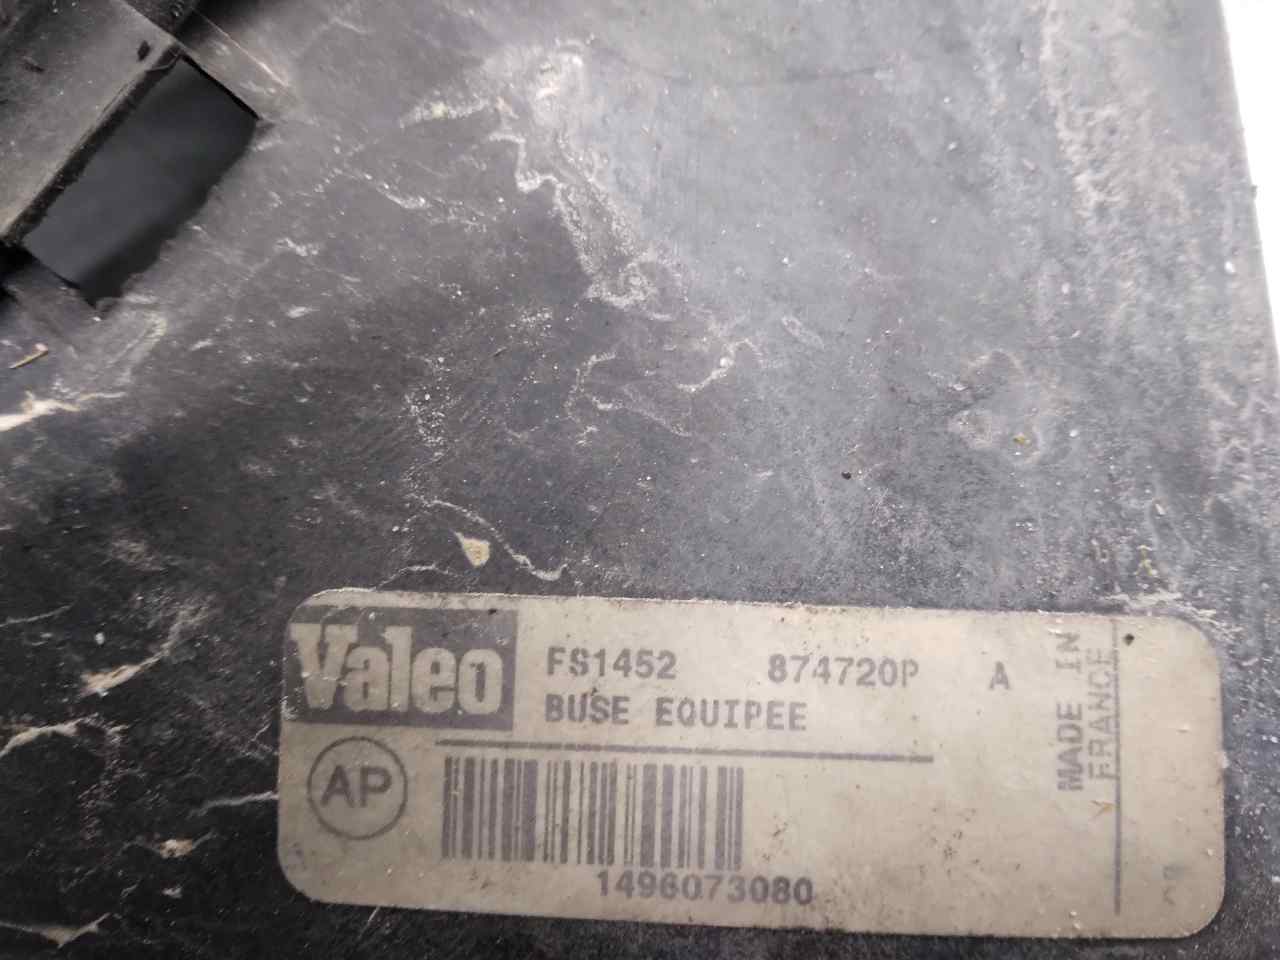 Valeo
FS1452 874720P A
BUSE EQUIPEE
AP
1496073080
MADE IN
FRANCE